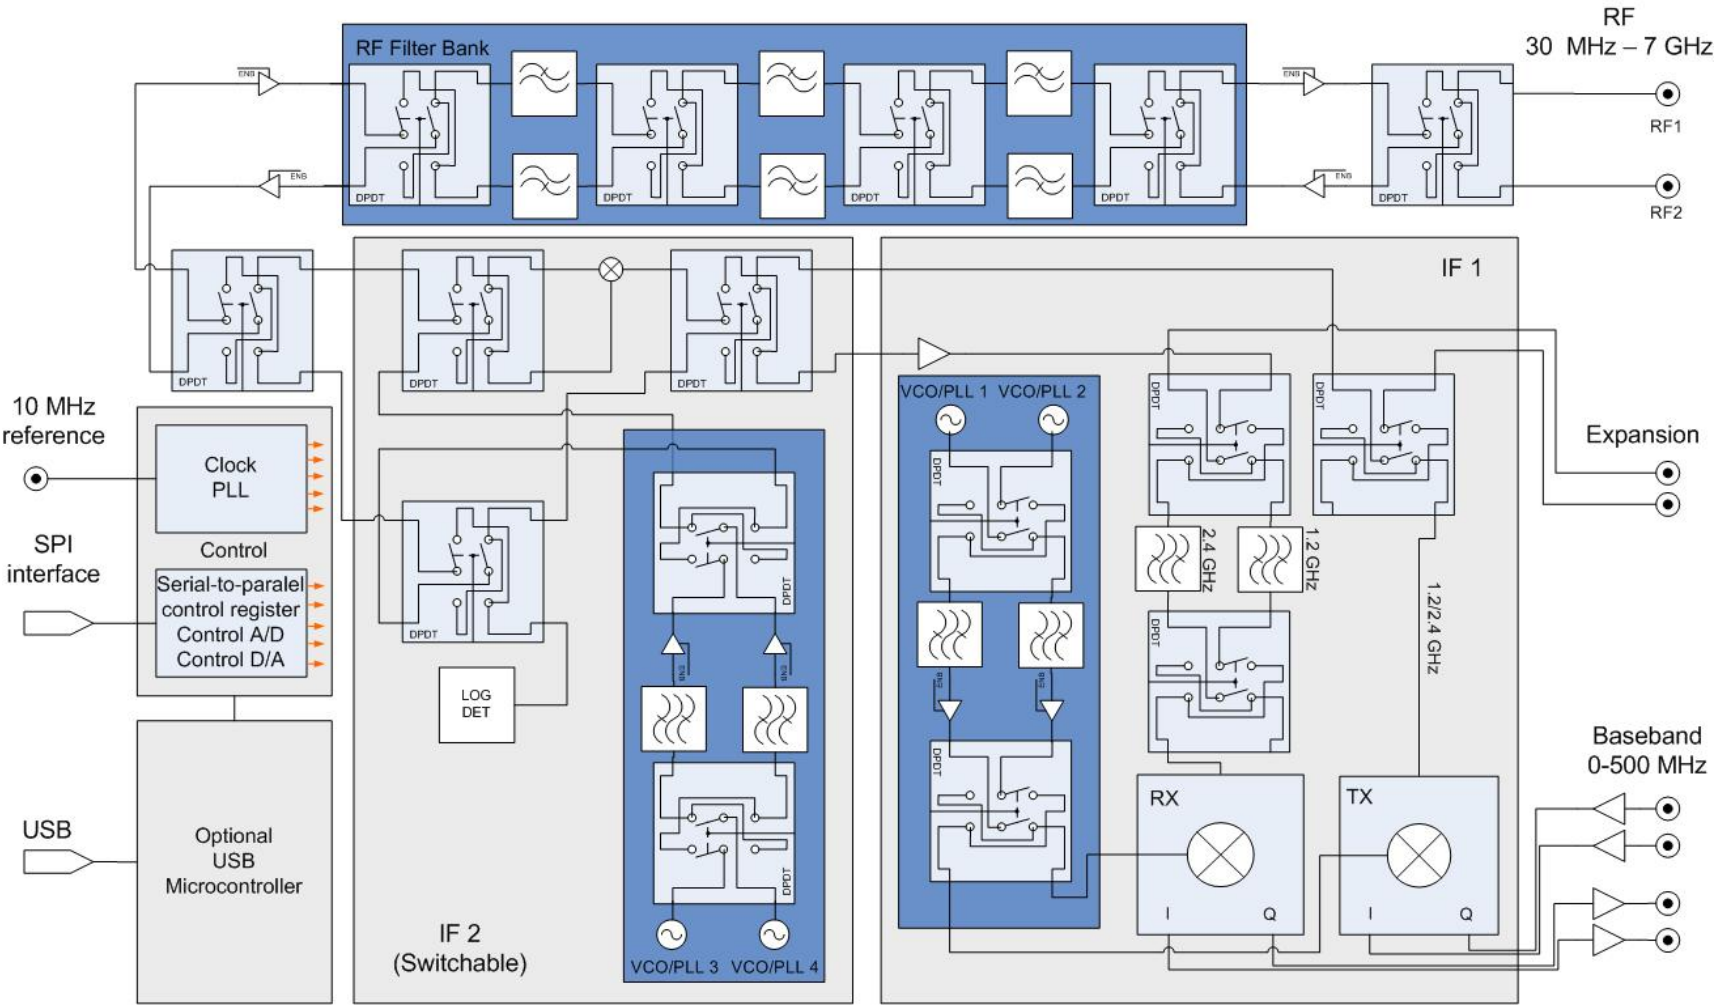 RF
30 MHz – 7 GHz
RF Filter Bank
ENB
ENB
ENB
ENB
DPDT
DPDT
DPDT
DPDT
DPDT
RF1
RF2
IF 1
DPDT
DPDT
DPDT
10 MHz
reference
Clock
PLL
Control
SPI
interface
Serial-to-paralel
control register
Control A/D
Control D/A
USB
Optional
USB
Microcontroller
DPDT
LOG
DET
DPDT
ENB
ENB
DPDT
VCO/PLL 3
VCO/PLL 4
IF 2
(Switchable)
VCO/PLL 1
VCO/PLL 2
DPDT
ENB
ENB
DPDT
DPDT
DPDT
2.4 GHz
1.2 GHz
DPDT
1.2/2.4 GHz
Expansion
Baseband
0-500 MHz
RX
I
Q
TX
I
Q